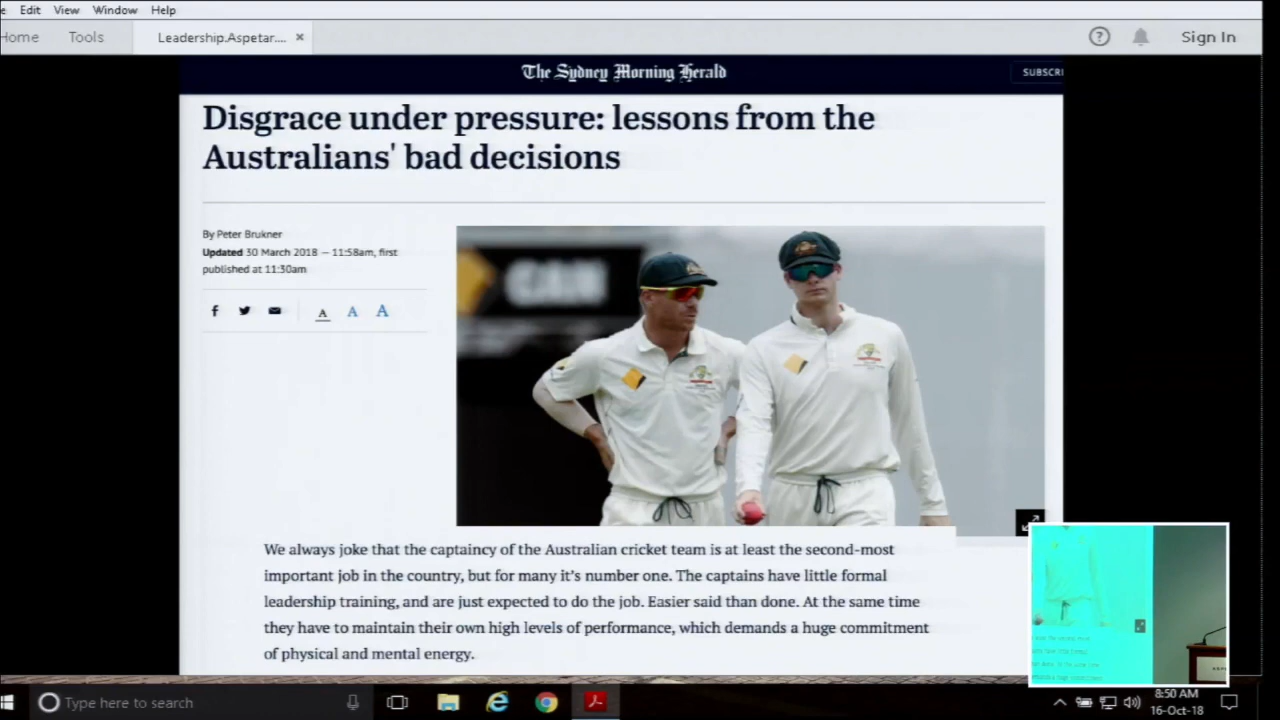 Edit View Window Help
Home Tools Leadership.Aspetar.... × ? Sign In
The Sydney Morning Herald
SUBSCRI
Disgrace under pressure: lessons from the
Australians' bad decisions
By Peter Brukner
Updated 30 March 2018 — 11:58am, first
published at 11:30am
A A A
CAN
We always joke that the captaincy of the Australian cricket team is at least the second-most
important job in the country, but for many it's number one. The captains have little formal
leadership training, and are just expected to do the job. Easier said than done. At the same time
they have to maintain their own high levels of performance, which demands a huge commitment
of physical and mental energy.
Type here to search
8:50 AM
16-Oct-18